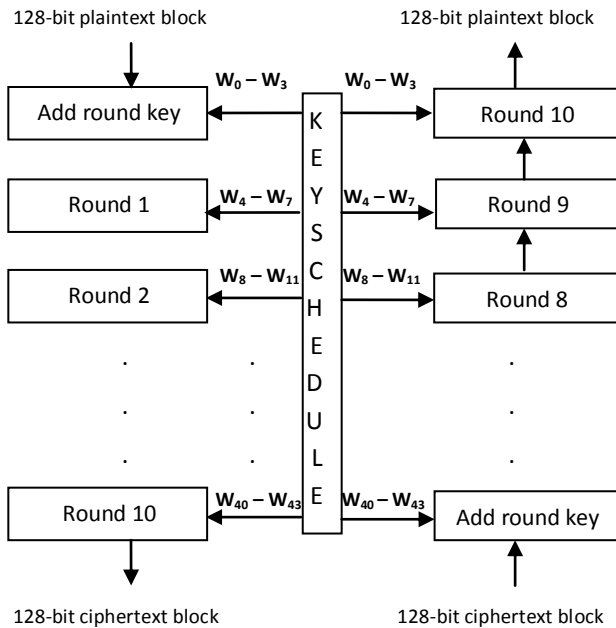 128-bit plaintext block
128-bit plaintext block
W₀ – W₃
W₀ – W₃
Add round key
Round 10
W₄ – W₇
W₄ – W₇
Round 1
Round 9
W₈ – W₁₁
W₈ – W₁₁
Round 2
Round 8
K
E
Y
S
C
H
E
D
U
L
E
. . .
. . .
. . .
W₄₀ – W₄₃
W₄₀ – W₄₃
Round 10
Add round key
128-bit ciphertext block
128-bit ciphertext block